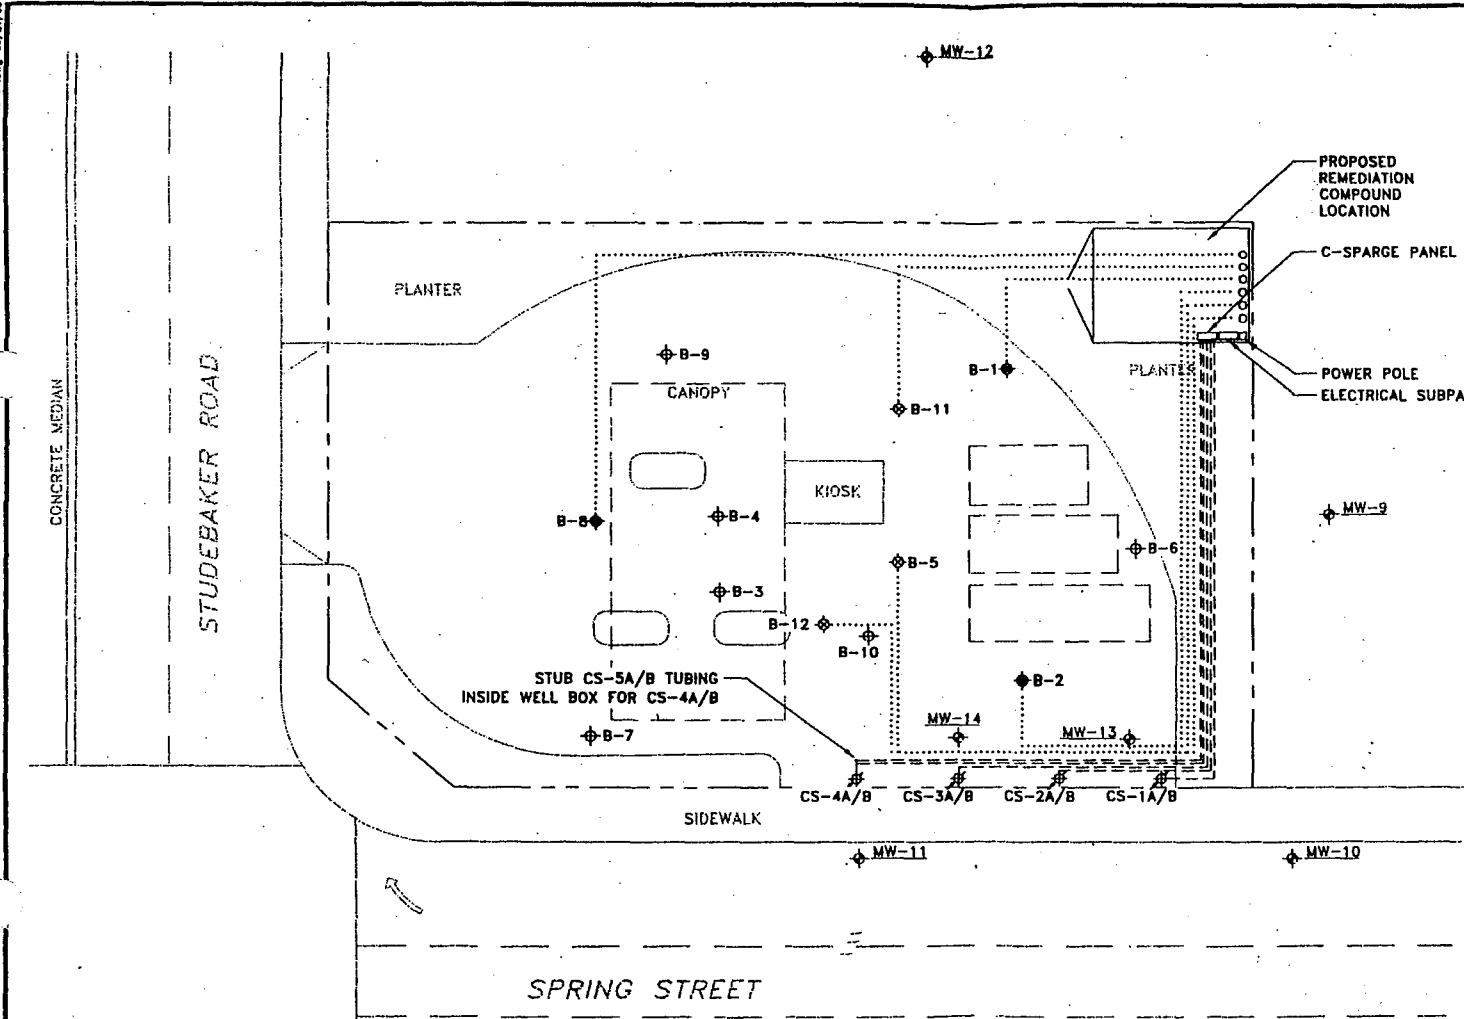 MW-12
PROPOSED
REMEDIATION
COMPOUND
LOCATION
C-SPARGE PANEL
PLANTER
B-9
CANOPY
B-1
PLANTER
POWER POLE
ELECTRICAL SUBPA
B-11
CONCRETE MEDIAN
STUDEBAKER ROAD
KIOSK
B-8
B-4
MW-9
B-6
B-5
B-3
B-12
B-10
STUB CS-5A/B TUBING
INSIDE WELL BOX FOR CS-4A/B
B-2
MW-14
MW-13
B-7
CS-4A/B
CS-3A/B
CS-2A/B
CS-1A/B
SIDEWALK
MW-11
MW-10
SPRING STREET